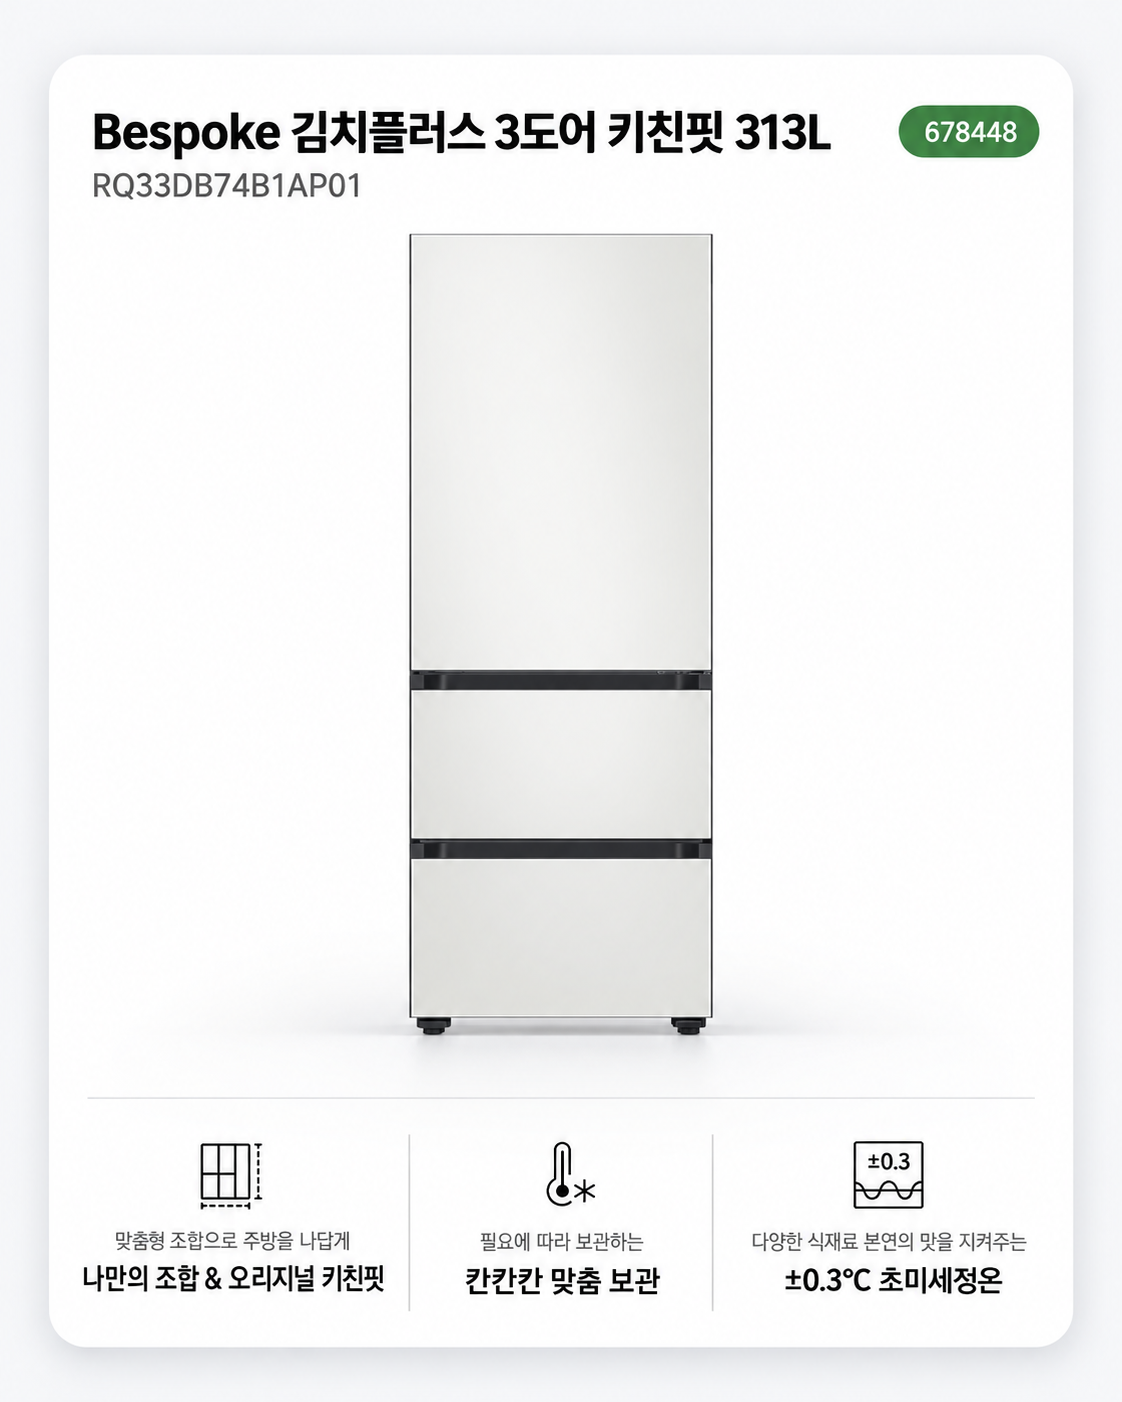 Bespoke 김치플러스 3도어 키친핏 313L
678448
RQ33DB74B1AP01
±0.3
맞춤형 조합으로 주방을 나답게
나만의 조합 & 오리지널 키친핏
필요에 따라 보관하는
칸칸칸 맞춤 보관
다양한 식재료 본연의 맛을 지켜주는
±0.3℃ 초미세정온